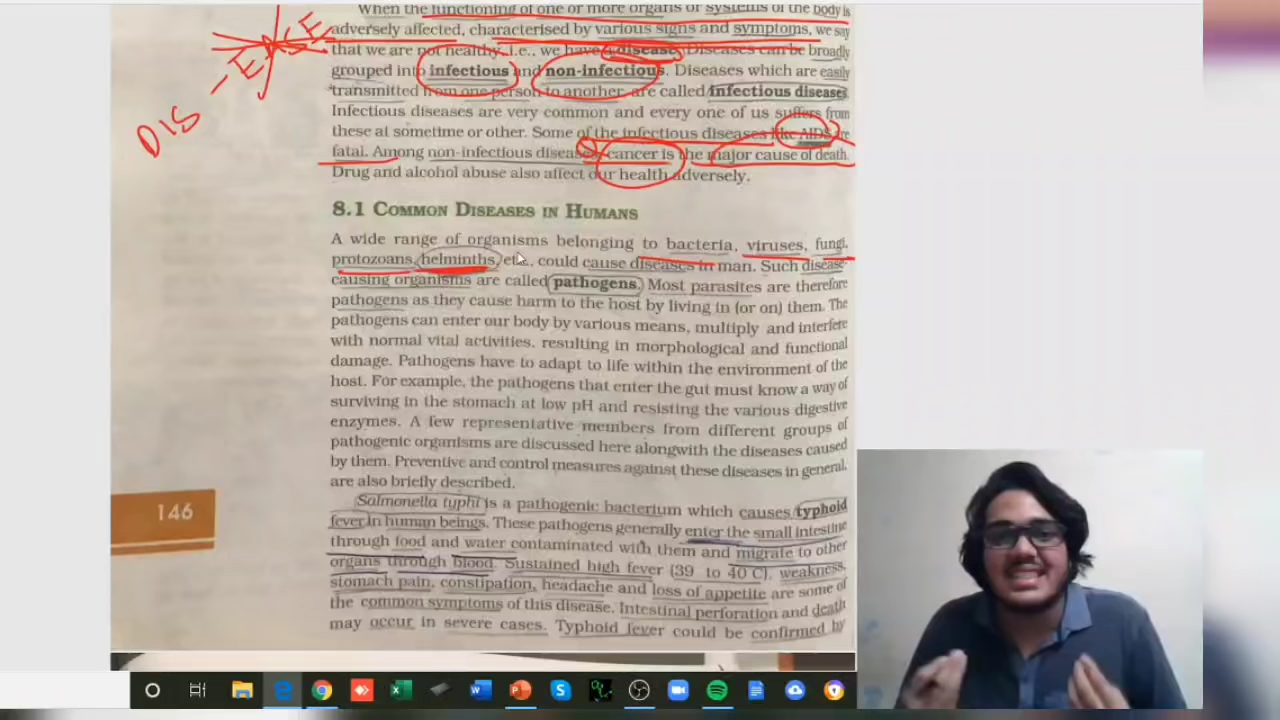 When the functioning of one or more organs or systems of the body is
adversely affected, characterised by various signs and symptoms, we say
that we are not healthy, i.e., we have a disease. Diseases can be broadly
grouped into infectious and non-infectious. Diseases which are easily
transmitted from one person to another, are called infectious diseases
Infectious diseases are very common and every one of us suffers from
these at sometime or other. Some of the infectious diseases like AIDS are
fatal. Among non-infectious diseases, cancer is the major cause of death.
Drug and alcohol abuse also affect our health adversely.
DIS - EASE
8.1 COMMON DISEASES IN HUMANS
A wide range of organisms belonging to bacteria, viruses, fungi,
protozoans, helminths, etc., could cause diseases in man. Such disease
causing organisms are called pathogens. Most parasites are therefore
pathogens as they cause harm to the host by living in (or on) them. The
pathogens can enter our body by various means, multiply and interfere
with normal vital activities, resulting in morphological and functional
damage. Pathogens have to adapt to life within the environment of the
host. For example, the pathogens that enter the gut must know a way of
surviving in the stomach at low pH and resisting the various digestive
enzymes. A few representative members from different groups of
pathogenic organisms are discussed here alongwith the diseases caused
by them. Preventive and control measures against these diseases in general,
are also briefly described.
Salmonella typhi is a pathogenic bacterium which causes typhoid
fever in human beings. These pathogens generally enter the small intestine
through food and water contaminated with them and migrate to other
organs through blood. Sustained high fever (39 to 40 C), weakness,
stomach pain, constipation, headache and loss of appetite are some of
the common symptoms of this disease. Intestinal perforation and death
may occur in severe cases. Typhoid fever could be confirmed by
146